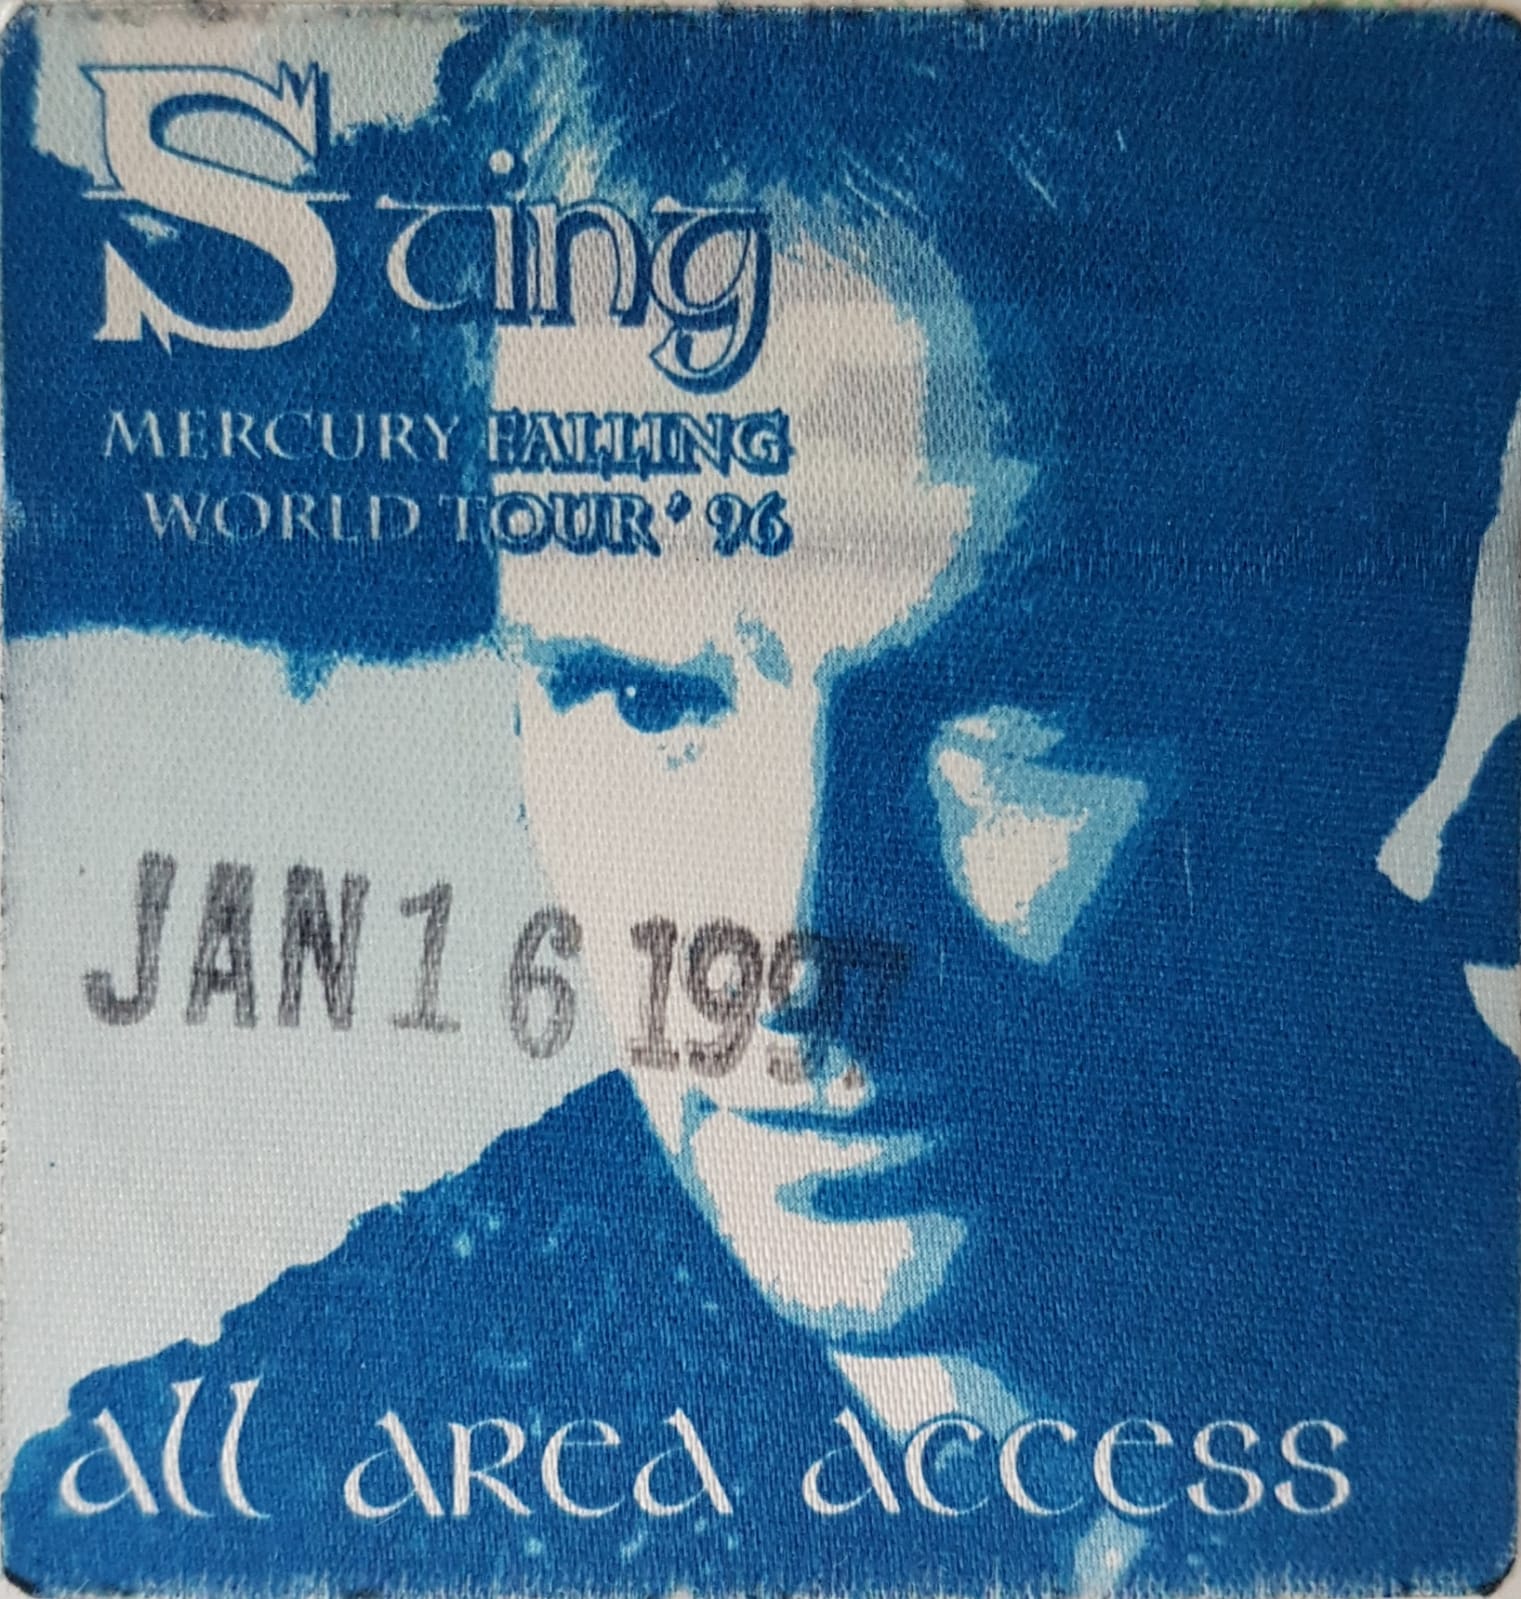 Sting
MERCURY FALLING
WORLD TOUR '96
JAN 16 1997
all area access